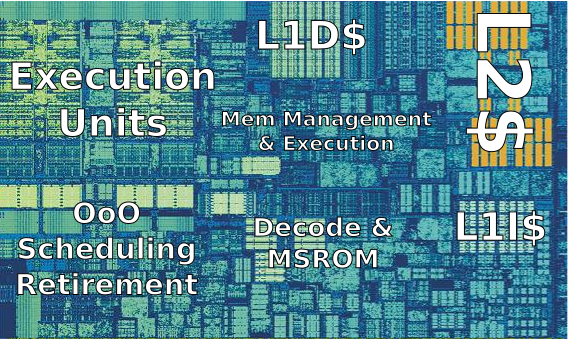 L1D$
L2$
Execution
Units
Mem Management
& Execution
OoO
Scheduling
Retirement
Decode &
MSROM
L1I$